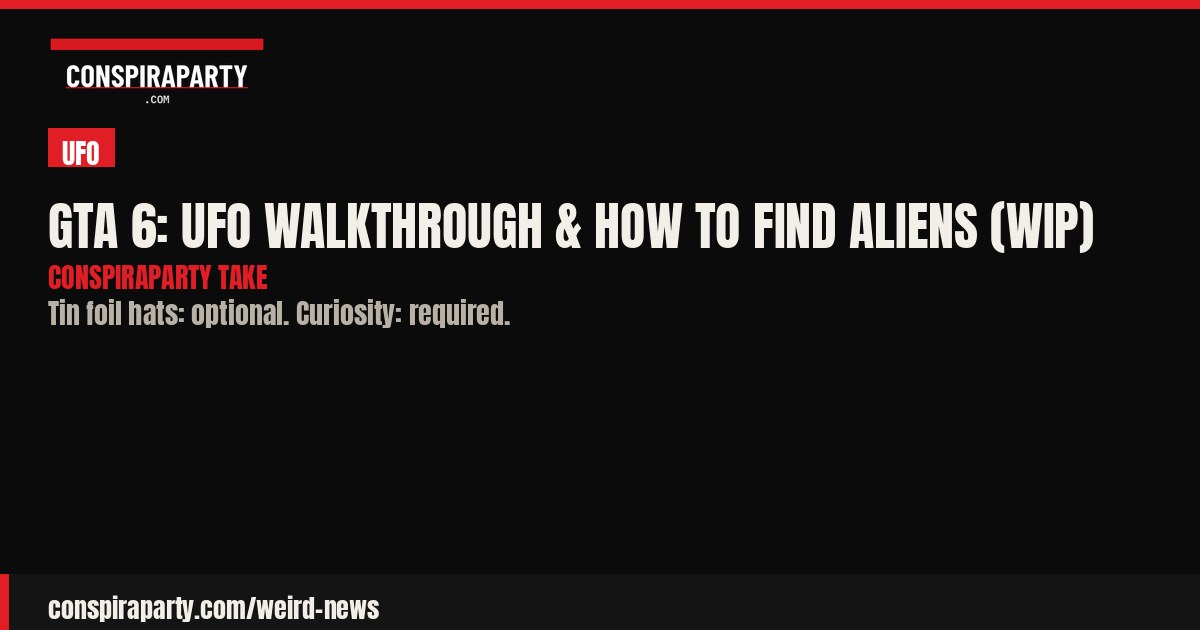 CONSPIRAPARTY
.COM
UFO
GTA 6: UFO WALKTHROUGH & HOW TO FIND ALIENS (WIP)
CONSPIRAPARTY TAKE
Tin foil hats: optional. Curiosity: required.
conspiraparty.com/weird-news